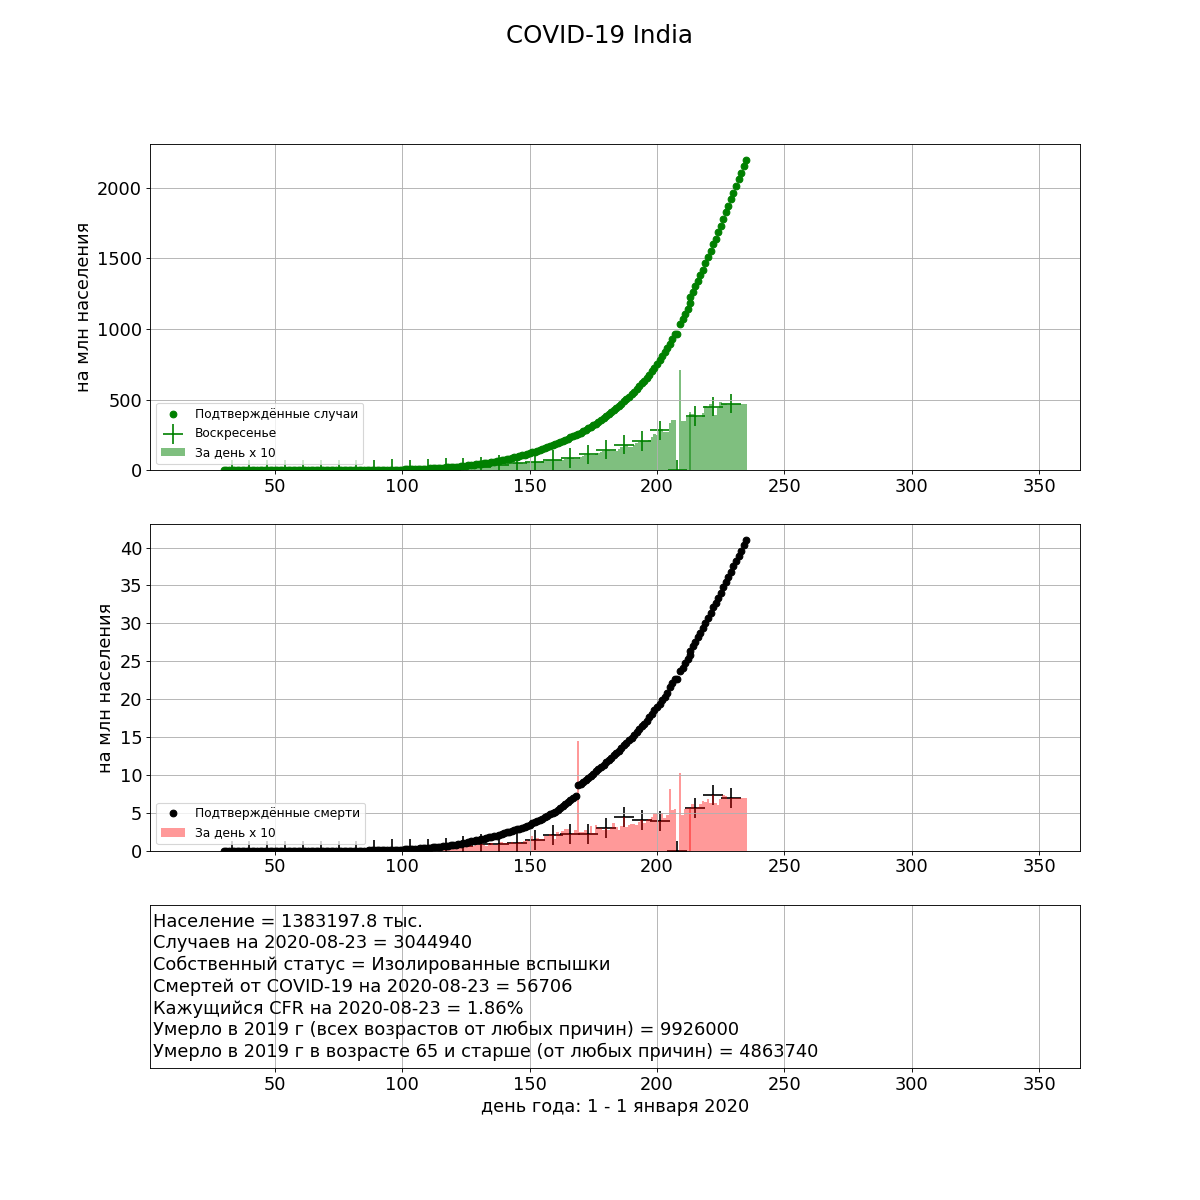 COVID-19 India
2000
1500
1000
500
0
на млн населения
Подтверждённые случаи
Воскресенье
За день x 10
50 100 150 200 250 300 350
40
35
30
25
20
15
10
5
0
на млн населения
Подтверждённые смерти
За день x 10
50 100 150 200 250 300 350
Население = 1383197.8 тыс.
Случаев на 2020-08-23 = 3044940
Собственный статус = Изолированные вспышки
Смертей от COVID-19 на 2020-08-23 = 56706
Кажущийся CFR на 2020-08-23 = 1.86%
Умерло в 2019 г (всех возрастов от любых причин) = 9926000
Умерло в 2019 г в возрасте 65 и старше (от любых причин) = 4863740
50 100 150 200 250 300 350
день года: 1 - 1 января 2020